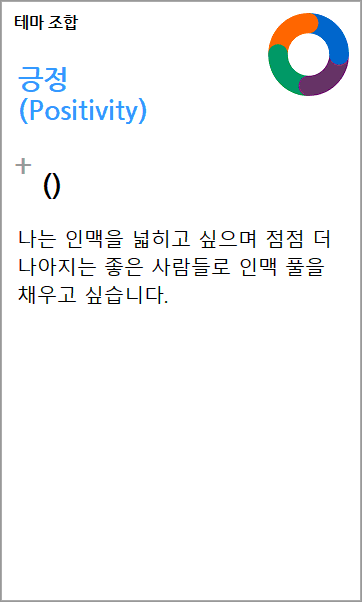 테마 조합
긍정
(Positivity)
+
()
나는 인맥을 넓히고 싶으며 점점 더
나아지는 좋은 사람들로 인맥 풀을
채우고 싶습니다.